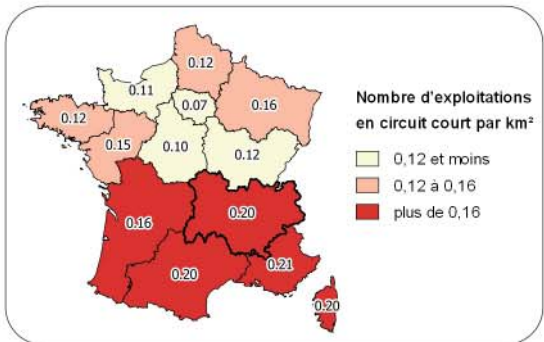 0.12
0.11
0.07
0.16
0.12
0.15
0.10
0.12
0.16
0.20
0.20
0.21
0.20
Nombre d'exploitations
en circuit court par km²
0,12 et moins
0,12 à 0,16
plus de 0,16